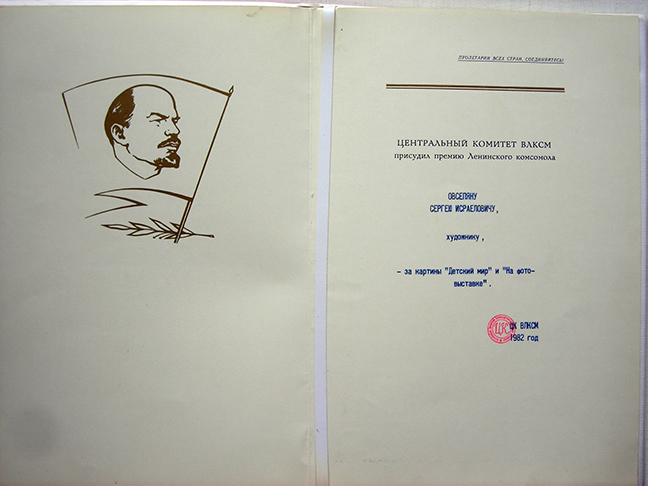 ПРОЛЕТАРИИ ВСЕХ СТРАН, СОЕДИНЯЙТЕСЬ!
ЦЕНТРАЛЬНЫЙ КОМИТЕТ ВЛКСМ
присудил премию Ленинского комсомола
ОВСЕПЯНУ
СЕРГЕЮ ИСРАЕЛОВИЧУ,
художнику,
- за картины "Детский мир" и "На фото-
выставке".
ЦК ВЛКСМ
1982 год
ЦК